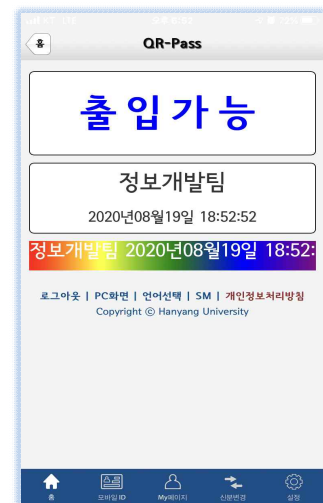 홈
QR-Pass
출입가능
정보개발팀
2020년08월19일 18:52:52
정보개발팀 2020년08월19일 18:52:
로그아웃 | PC화면 | 언어선택 | SM | 개인정보처리방침
Copyright © Hanyang University
홈 모바일 ID My페이지 신분변경 설정